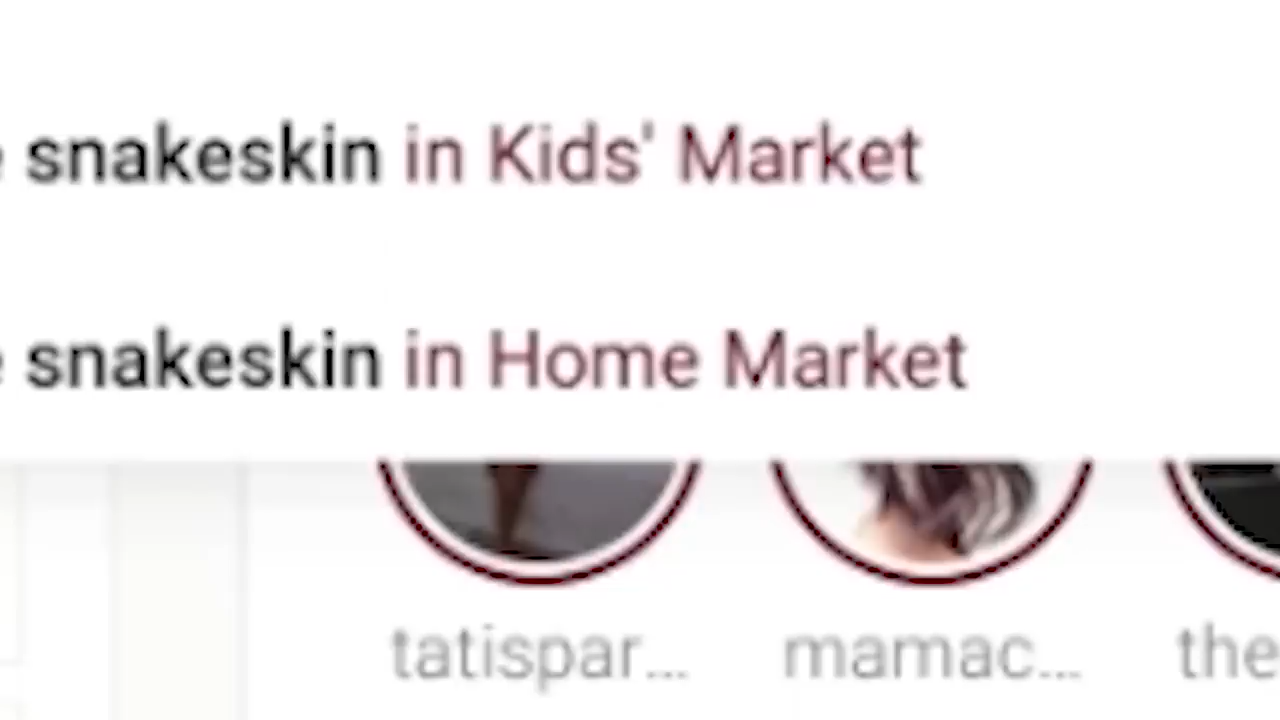 snakeskin in Kids' Market
snakeskin in Home Market
tatispar... mamac... the